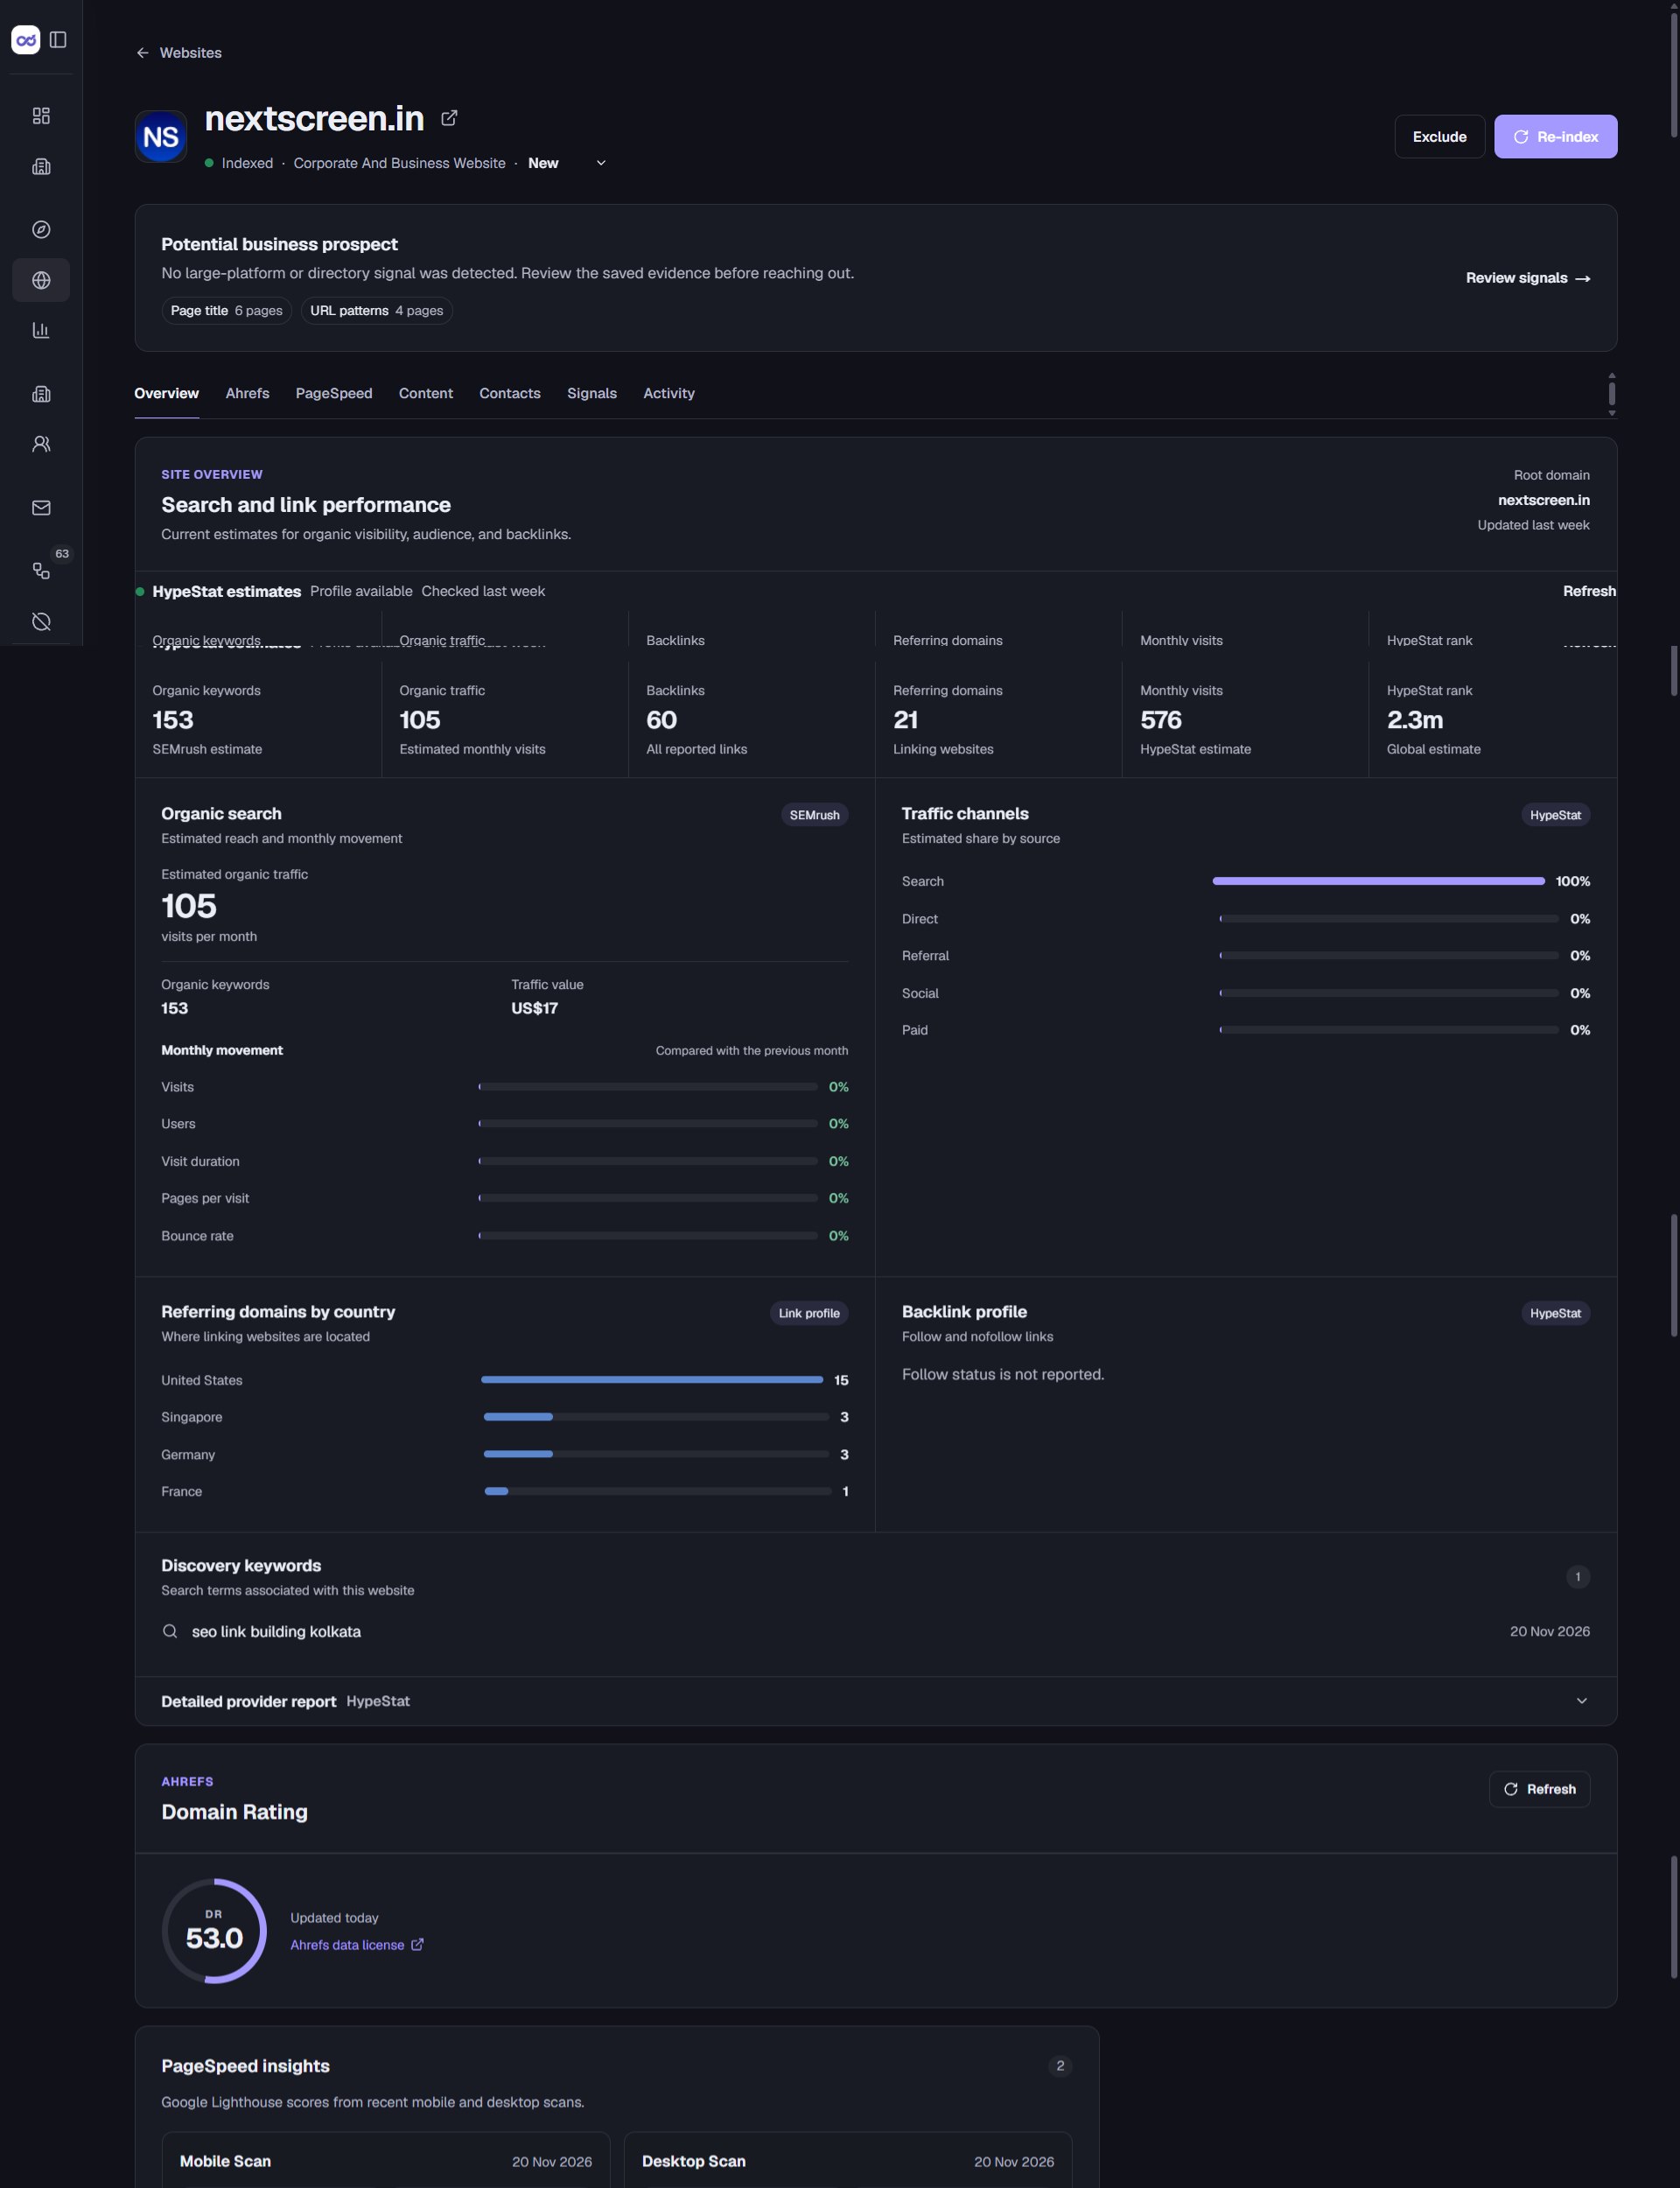 Websites
NS
nextscreen.in
Indexed · Corporate And Business Website · New
Exclude
Re-index
Potential business prospect
No large-platform or directory signal was detected. Review the saved evidence before reaching out.
Review signals →
Page title 6 pages
URL patterns 4 pages
Overview Ahrefs PageSpeed Content Contacts Signals Activity
SITE OVERVIEW
Search and link performance
Current estimates for organic visibility, audience, and backlinks.
Root domain
nextscreen.in
Updated last week
63
HypeStat estimates Profile available Checked last week
Refresh
Organic keywords Organic traffic Backlinks Referring domains Monthly visits HypeStat rank
Organic keywords
153
SEMrush estimate
Organic traffic
105
Estimated monthly visits
Backlinks
60
All reported links
Referring domains
21
Linking websites
Monthly visits
576
HypeStat estimate
HypeStat rank
2.3m
Global estimate
Organic search
SEMrush
Estimated reach and monthly movement
Estimated organic traffic
105
visits per month
Organic keywords
153
Traffic value
US$17
Monthly movement
Compared with the previous month
Visits 0%
Users 0%
Visit duration 0%
Pages per visit 0%
Bounce rate 0%
Traffic channels
HypeStat
Estimated share by source
Search 100%
Direct 0%
Referral 0%
Social 0%
Paid 0%
Referring domains by country
Link profile
Where linking websites are located
United States 15
Singapore 3
Germany 3
France 1
Backlink profile
HypeStat
Follow and nofollow links
Follow status is not reported.
Discovery keywords
Search terms associated with this website
1
seo link building kolkata
20 Nov 2026
Detailed provider report HypeStat
AHREFS
Domain Rating
Refresh
DR
53.0
Updated today
Ahrefs data license
PageSpeed insights
2
Google Lighthouse scores from recent mobile and desktop scans.
Mobile Scan
20 Nov 2026
Desktop Scan
20 Nov 2026